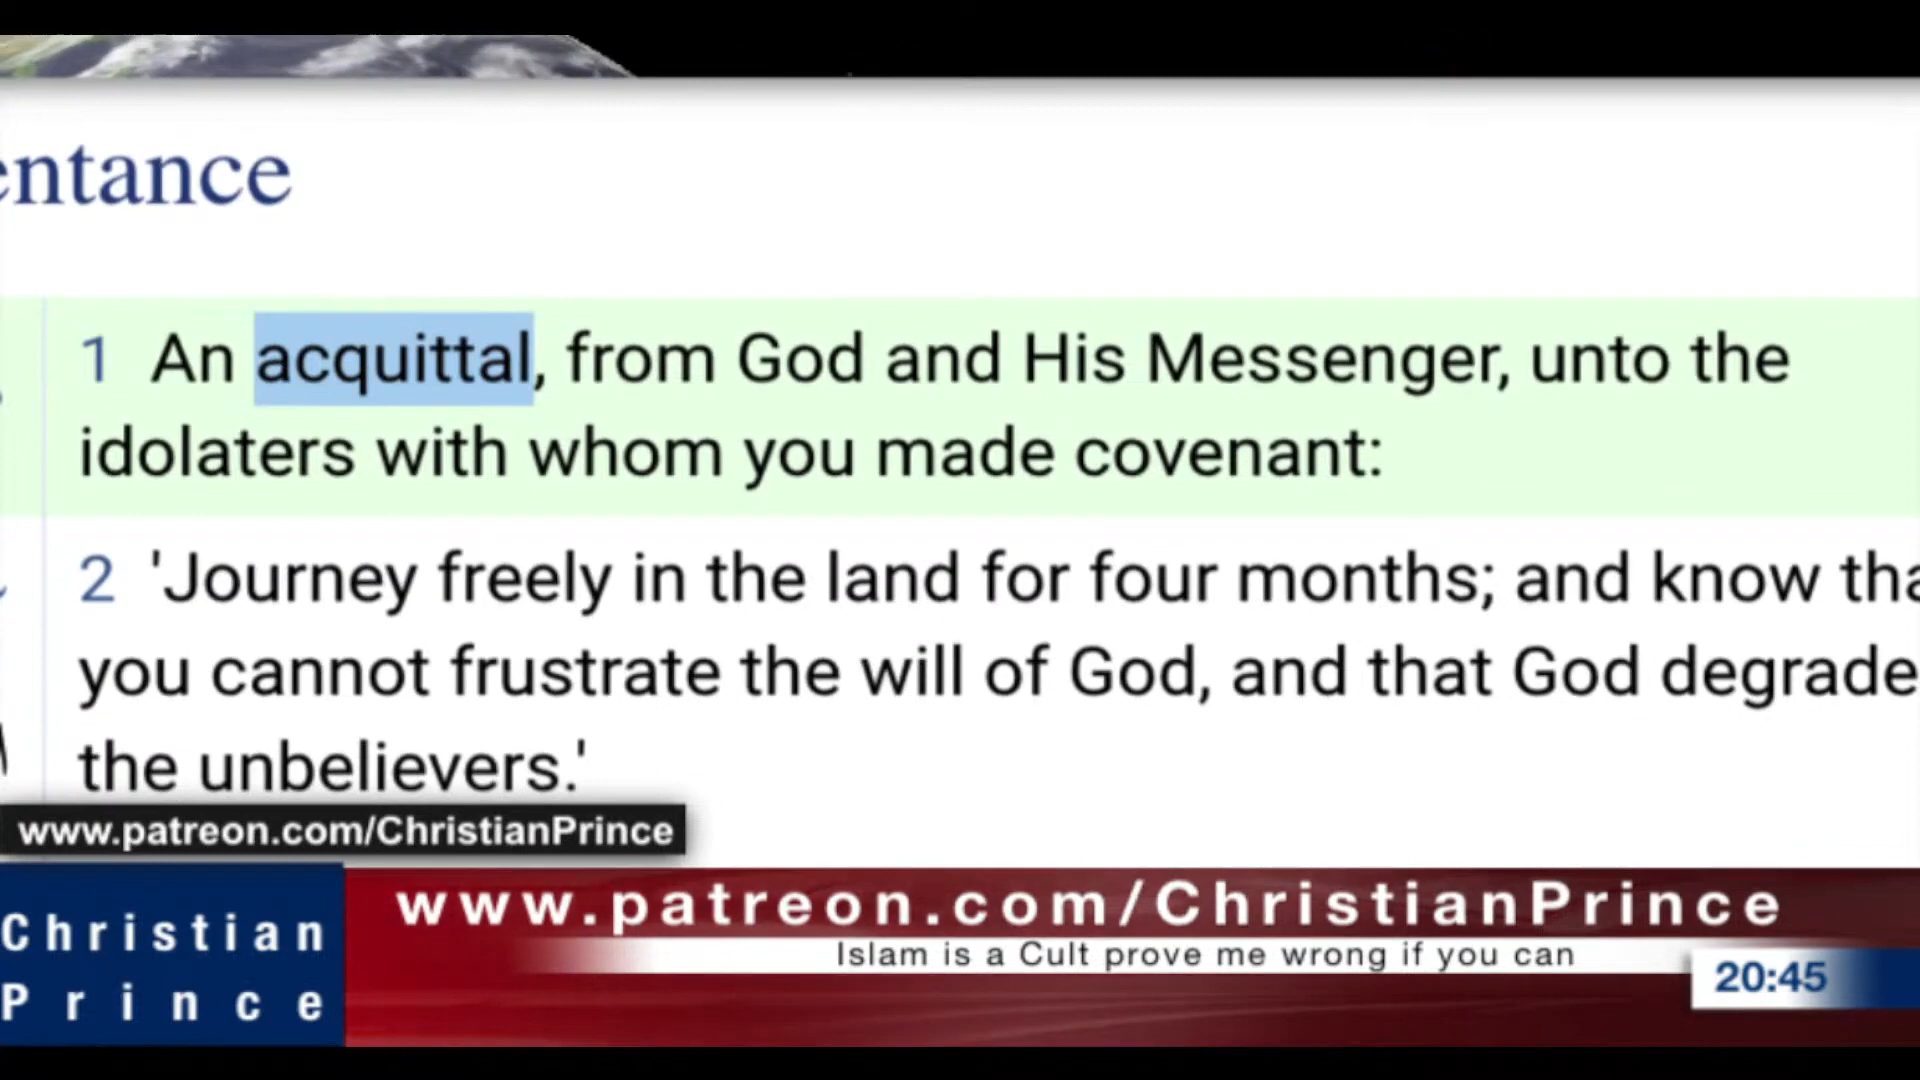 entance
1 An acquittal, from God and His Messenger, unto the
idolaters with whom you made covenant:
2 'Journey freely in the land for four months; and know tha
you cannot frustrate the will of God, and that God degrade
the unbelievers.'
www.patreon.com/ChristianPrince
Christian
Prince
www.patreon.com/ChristianPrince
Islam is a Cult prove me wrong if you can
20:45